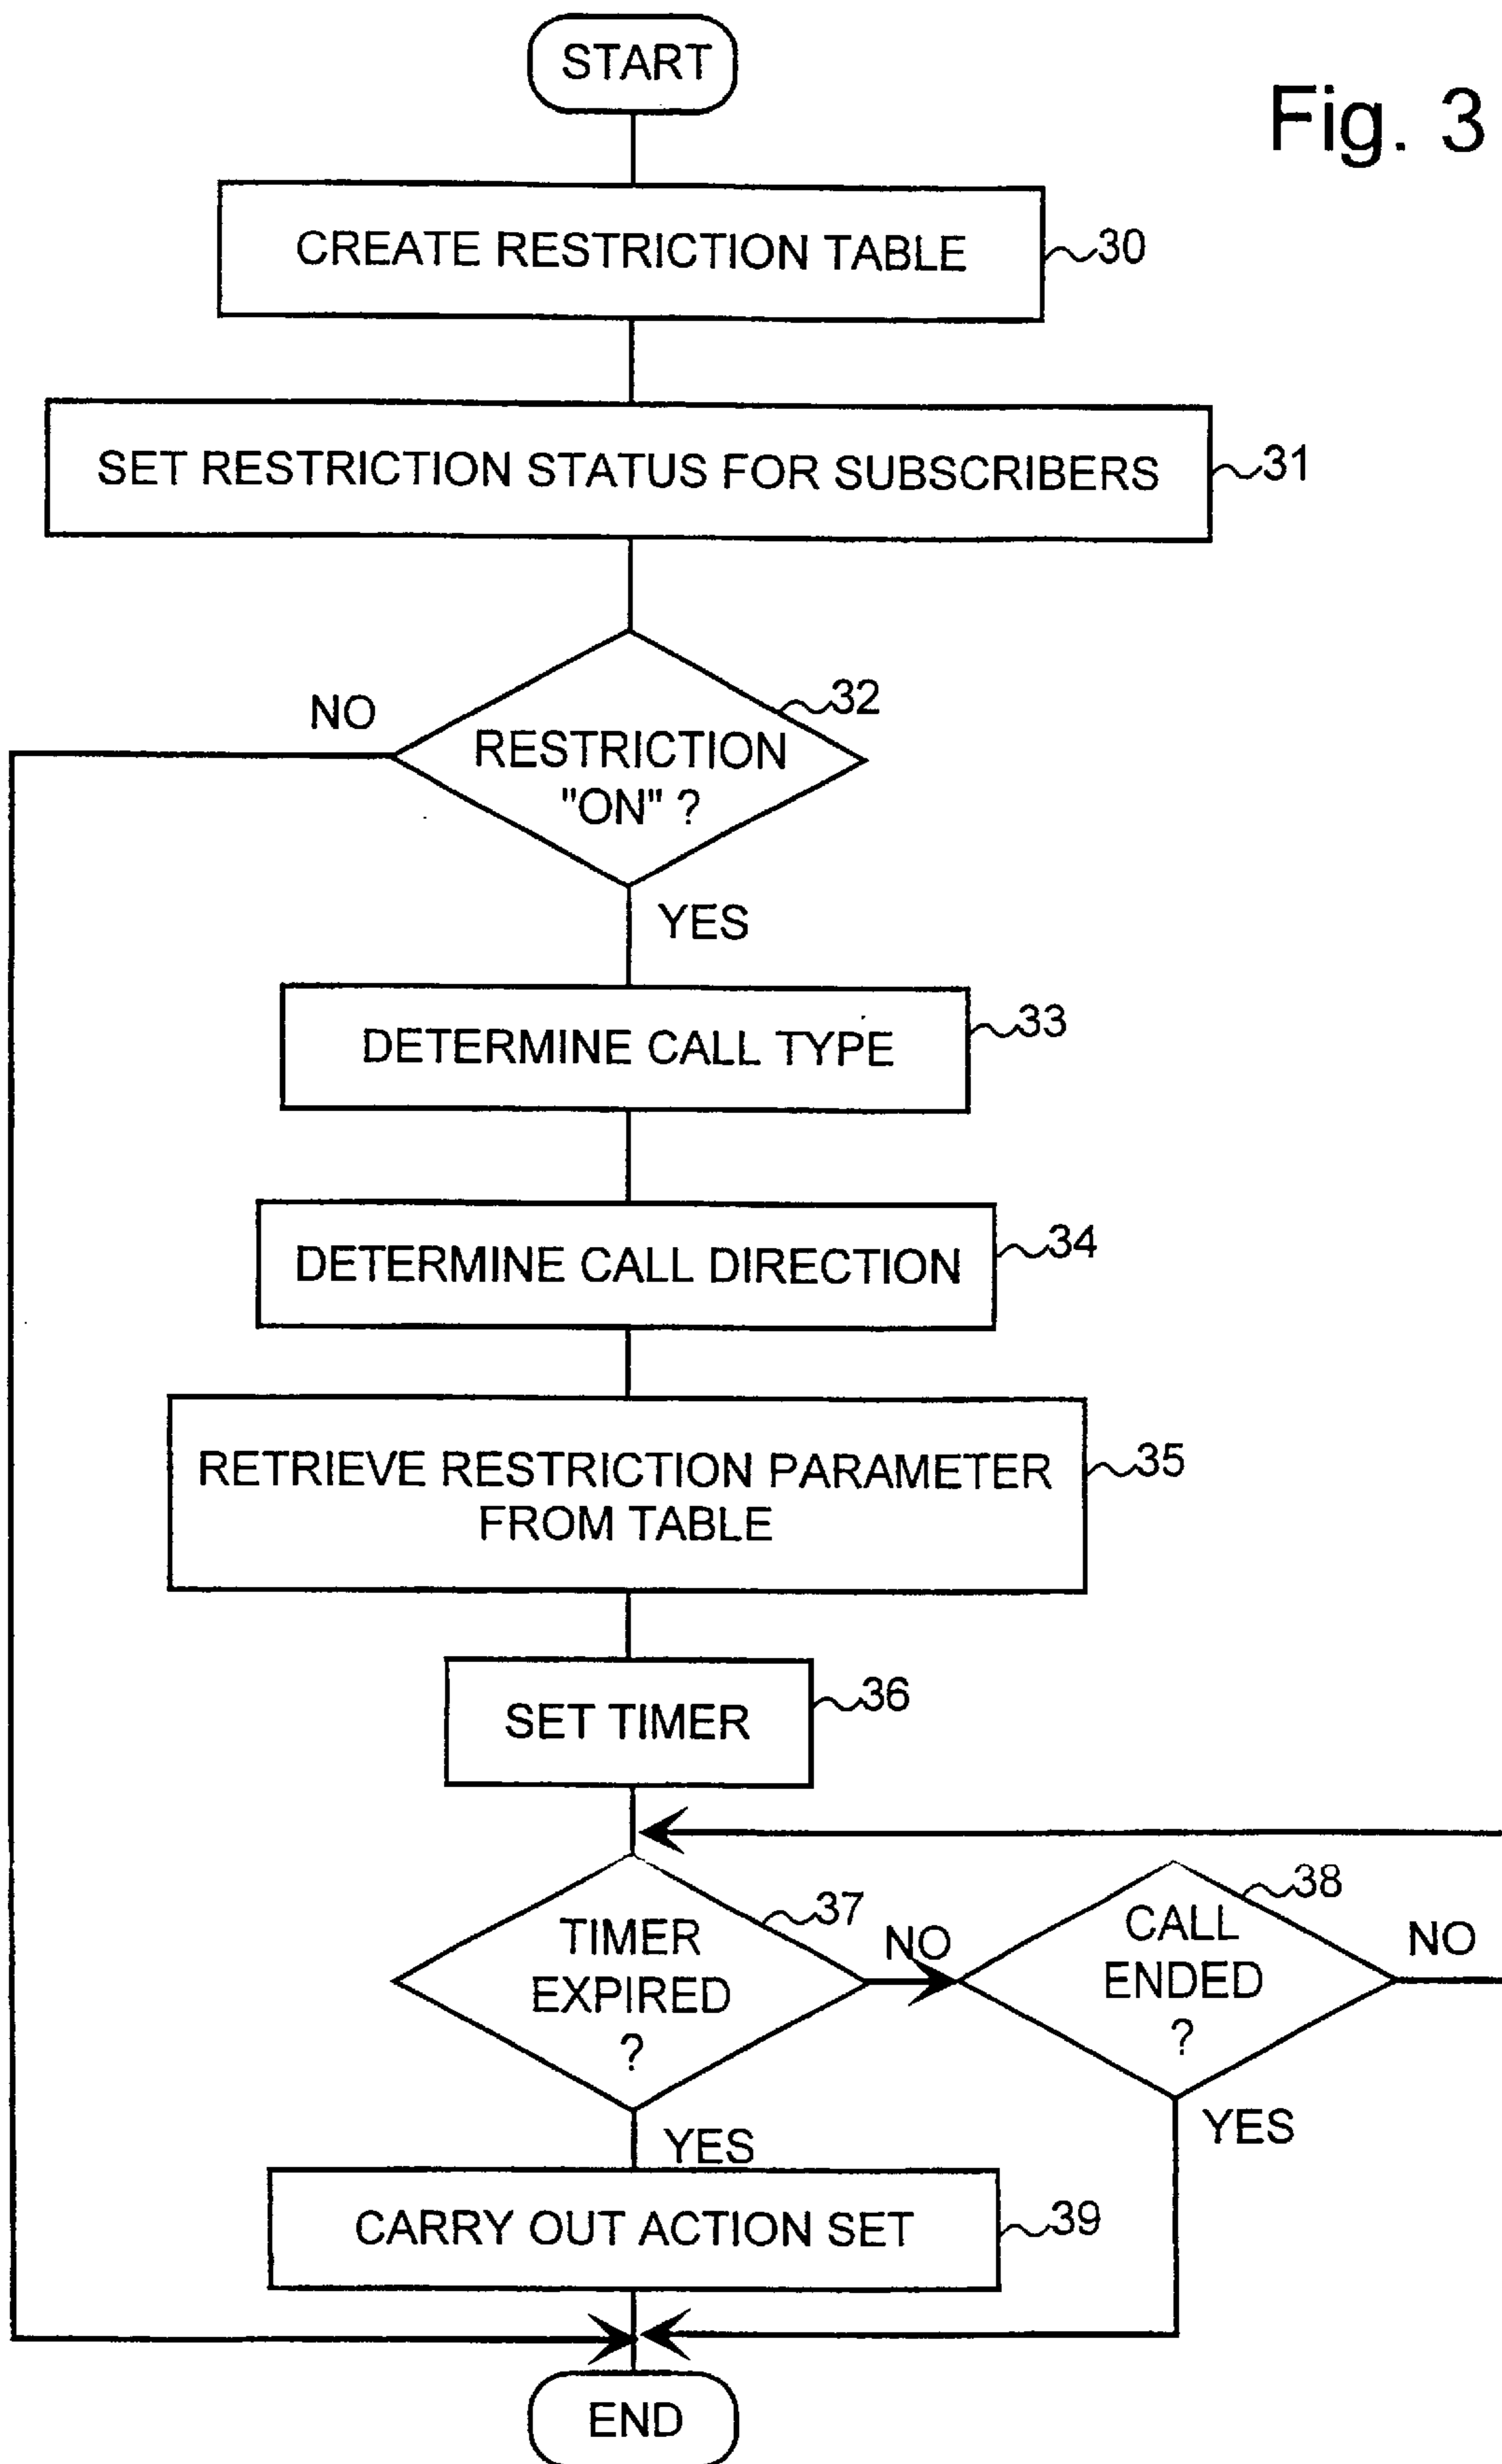 START
Fig. 3
CREATE RESTRICTION TABLE
30
SET RESTRICTION STATUS FOR SUBSCRIBERS
31
NO
32
RESTRICTION
"ON" ?
YES
33
DETERMINE CALL TYPE
34
DETERMINE CALL DIRECTION
35
RETRIEVE RESTRICTION PARAMETER
FROM TABLE
36
SET TIMER
37
TIMER
EXPIRED
?
NO
38
CALL
ENDED
?
NO
YES
YES
CARRY OUT ACTION SET
39
END